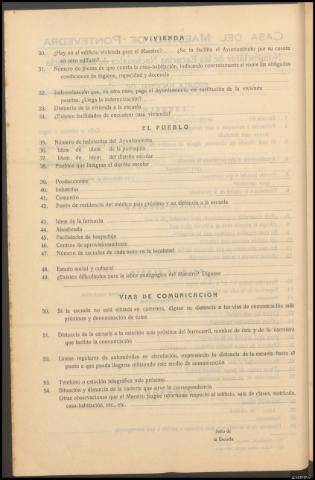 VIVIENDA
30. ¿Hay en el edificio vivienda para el Maestro? ¿Se la facilita el Ayuntamiento por su cuenta
en otro edificio?
31. Número de piezas de que consta la casa-habitación, indicando concretamente si reúne las obligadas
condiciones de higiene, capacidad y decencia
32. Indemnización que, en otro caso, paga el Ayuntamiento en sustitución de la vivienda
pesetas. ¿Llega la indemnización?
33. Distancia de la vivienda a la escuela
34. ¿Existen facilidades de encontrar casa vivienda?
EL PUEBLO
35. Número de habitantes del Ayuntamiento
36. Idem de idem de la parroquia
37. Idem de idem del distrito escolar
38. Pueblos que integran el distrito escolar
39. Producciones
40. Industrias
41. Comercio
42. Punto de residencia del médico más próximo y su distancia a la escuela
43. Idem de la farmacia
44. Alumbrado
45. Facilidades de hospedaje
46. Centros de aprovisionamiento
47. Número de escuelas de cada sexo en la localidad
48. Estado social y cultural
49. ¿Existen dificultades para la labor pedagógica del Maestro? Díganse
VIAS DE COMUNICACION
50. Si la escuela no está situada en carretera, dígase su distancia a las vías de comunicación más
próximas y denominación de éstas
51. Distancia de la escuela a la estación más próxima del ferrocarril, nombre de ésta y de la carretera
que facilite la comunicación
52. Líneas regulares de automóviles en circulación, expresando la distancia de la escuela hasta el
punto a que pueda llegarse utilizando este medio de comunicación
53. Teléfono o estación telegráfica más próximo
54. Situación y distancia de la cartería que sirve la correspondencia
Otras observaciones que el Maestro juzgue oportunas respecto al edificio, sala de clases, matrícula,
casa-habitación, etc., etc.
Sello de
la Escuela